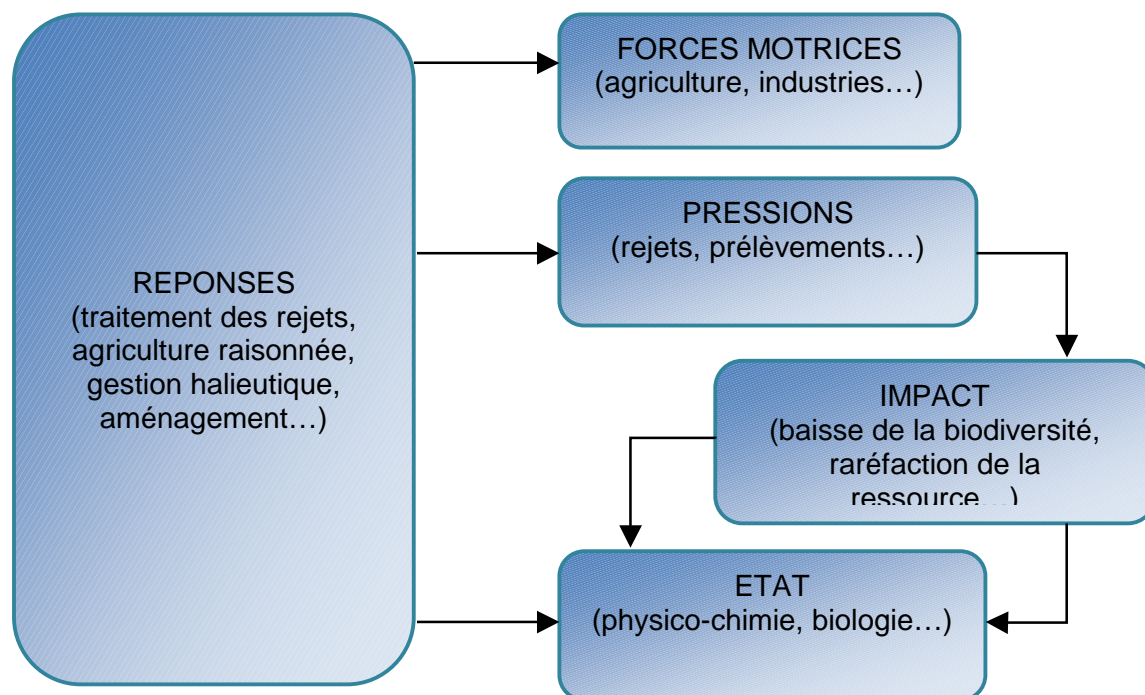 REPONSES
(traitement des rejets,
agriculture raisonnée,
gestion halieutique,
aménagement…)
FORCES MOTRICES
(agriculture, industries…)
PRESSIONS
(rejets, prélèvements…)
IMPACT
(baisse de la biodiversité,
raréfaction de la
ressource…)
ETAT
(physico-chimie, biologie…)